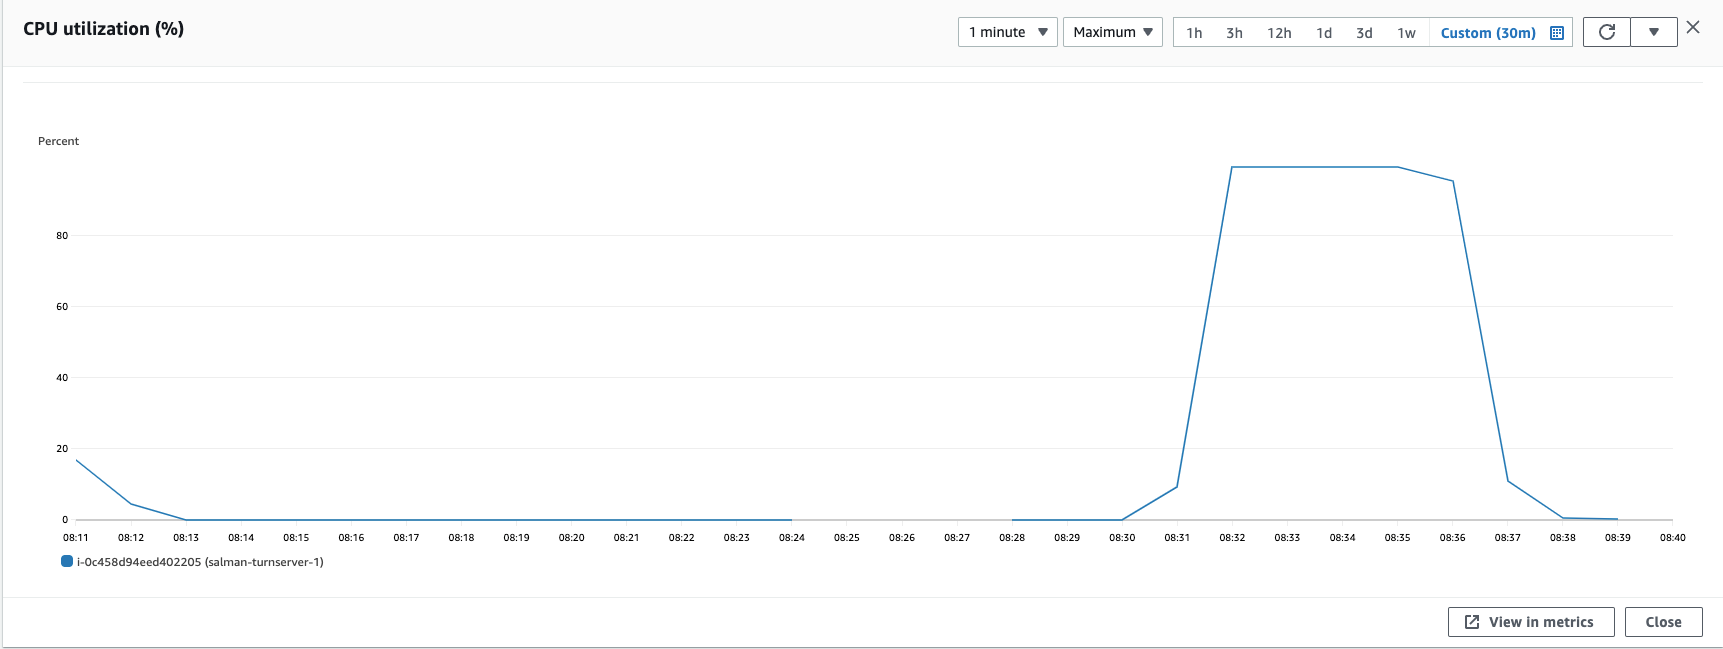 CPU utilization (%)
1 minute Maximum 1h 3h 12h 1d 3d 1w Custom (30m)
Percent
80
60
40
20
0
08:11 08:12 08:13 08:14 08:15 08:16 08:17 08:18 08:19 08:20 08:21 08:22 08:23 08:24 08:25 08:26 08:27 08:28 08:29 08:30 08:31 08:32 08:33 08:34 08:35 08:36 08:37 08:38 08:39 08:40
i-0c458d94eed402205 (salman-turnserver-1)
View in metrics Close